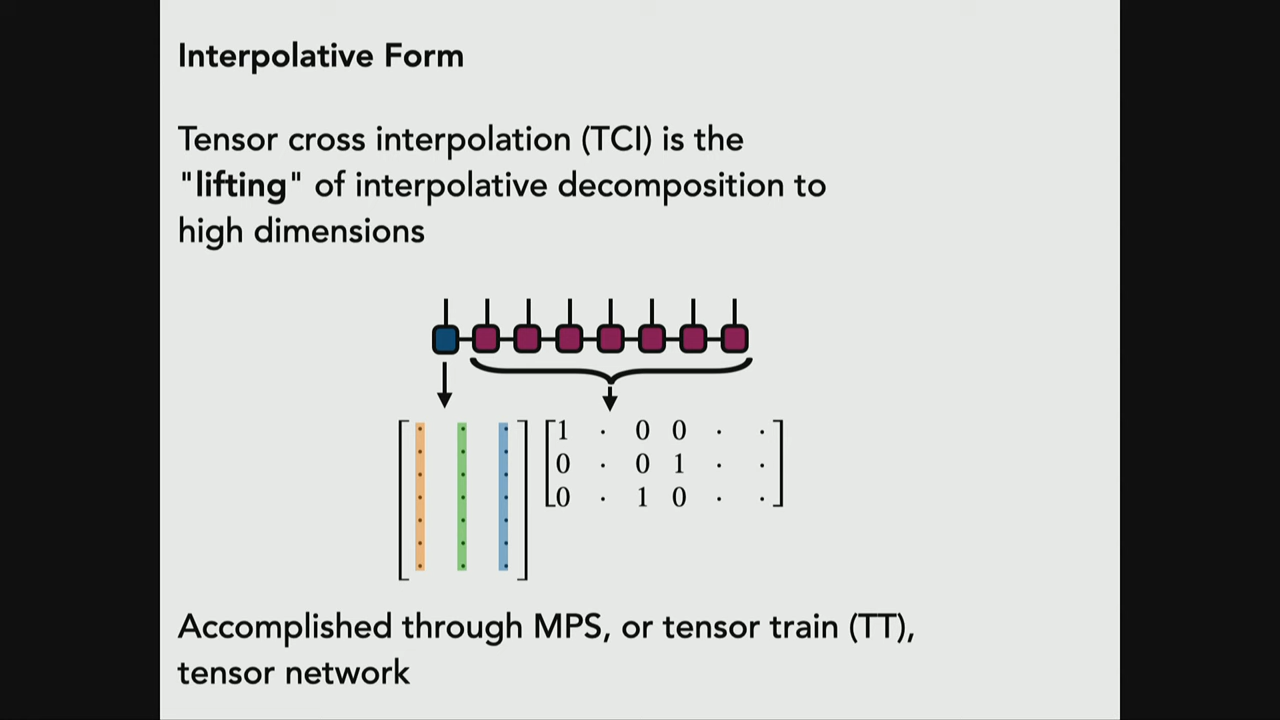 Interpolative Form
Tensor cross interpolation (TCI) is the
"lifting" of interpolative decomposition to
high dimensions
1 · 0 0 · ·
0 · 0 1 · ·
0 · 1 0 · ·
Accomplished through MPS, or tensor train (TT),
tensor network